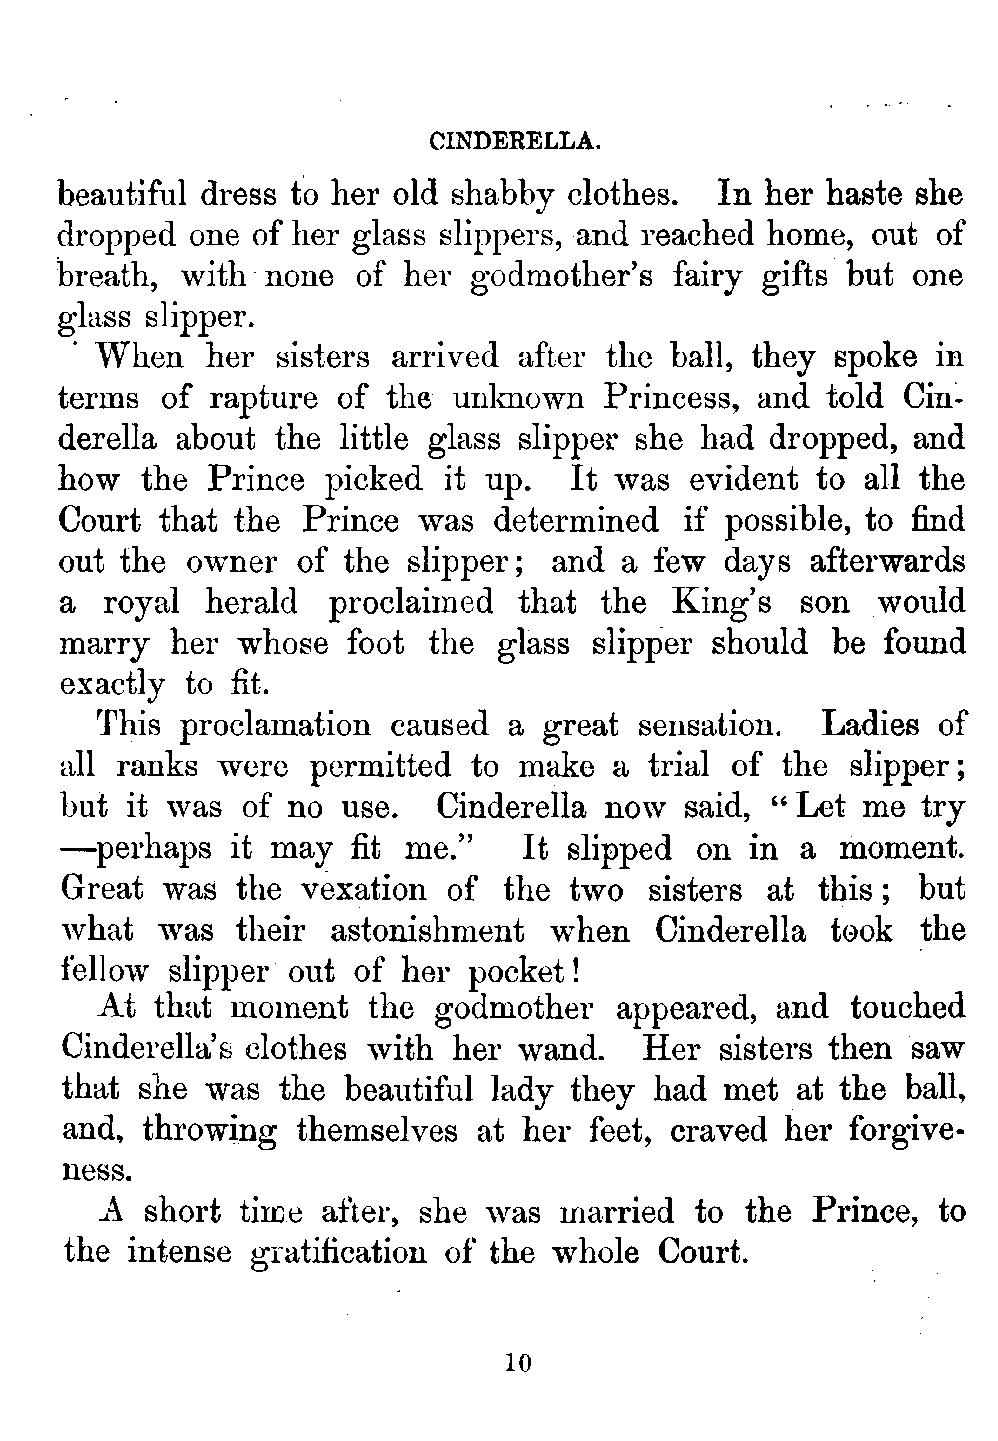 CINDERELLA.
beautiful dress to her old shabby clothes. In her haste she
dropped one of her glass slippers, and reached home, out of
breath, with none of her godmother's fairy gifts but one
glass slipper.
When her sisters arrived after the ball, they spoke in
terms of rapture of the unknown Princess, and told Cin-
derella about the little glass slipper she had dropped, and
how the Prince picked it up. It was evident to all the
Court that the Prince was determined if possible, to find
out the owner of the slipper; and a few days afterwards
a royal herald proclaimed that the King's son would
marry her whose foot the glass slipper should be found
exactly to fit.
This proclamation caused a great sensation. Ladies of
all ranks were permitted to make a trial of the slipper;
but it was of no use. Cinderella now said, “Let me try
—perhaps it may fit me.” It slipped on in a moment.
Great was the vexation of the two sisters at this; but
what was their astonishment when Cinderella took the
fellow slipper out of her pocket!
At that moment the godmother appeared, and touched
Cinderella's clothes with her wand. Her sisters then saw
that she was the beautiful lady they had met at the ball,
and, throwing themselves at her feet, craved her forgive-
ness.
A short time after, she was married to the Prince, to
the intense gratification of the whole Court.
10